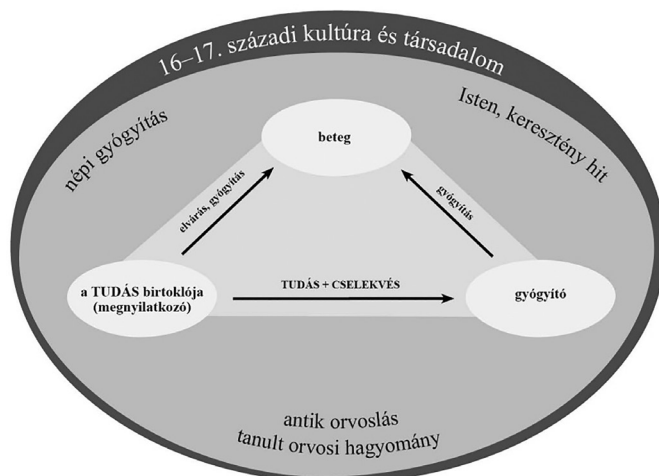 16–17. századi kultúra és társadalom
népi gyógyítás
Isten, keresztény hit
beteg
elvárás, gyógyítás
gyógyítás
a TUDÁS birtoklója
(megnyilatkozó)
TUDÁS + CSELEKVÉS
gyógyító
antik orvoslás
tanult orvosi hagyomány